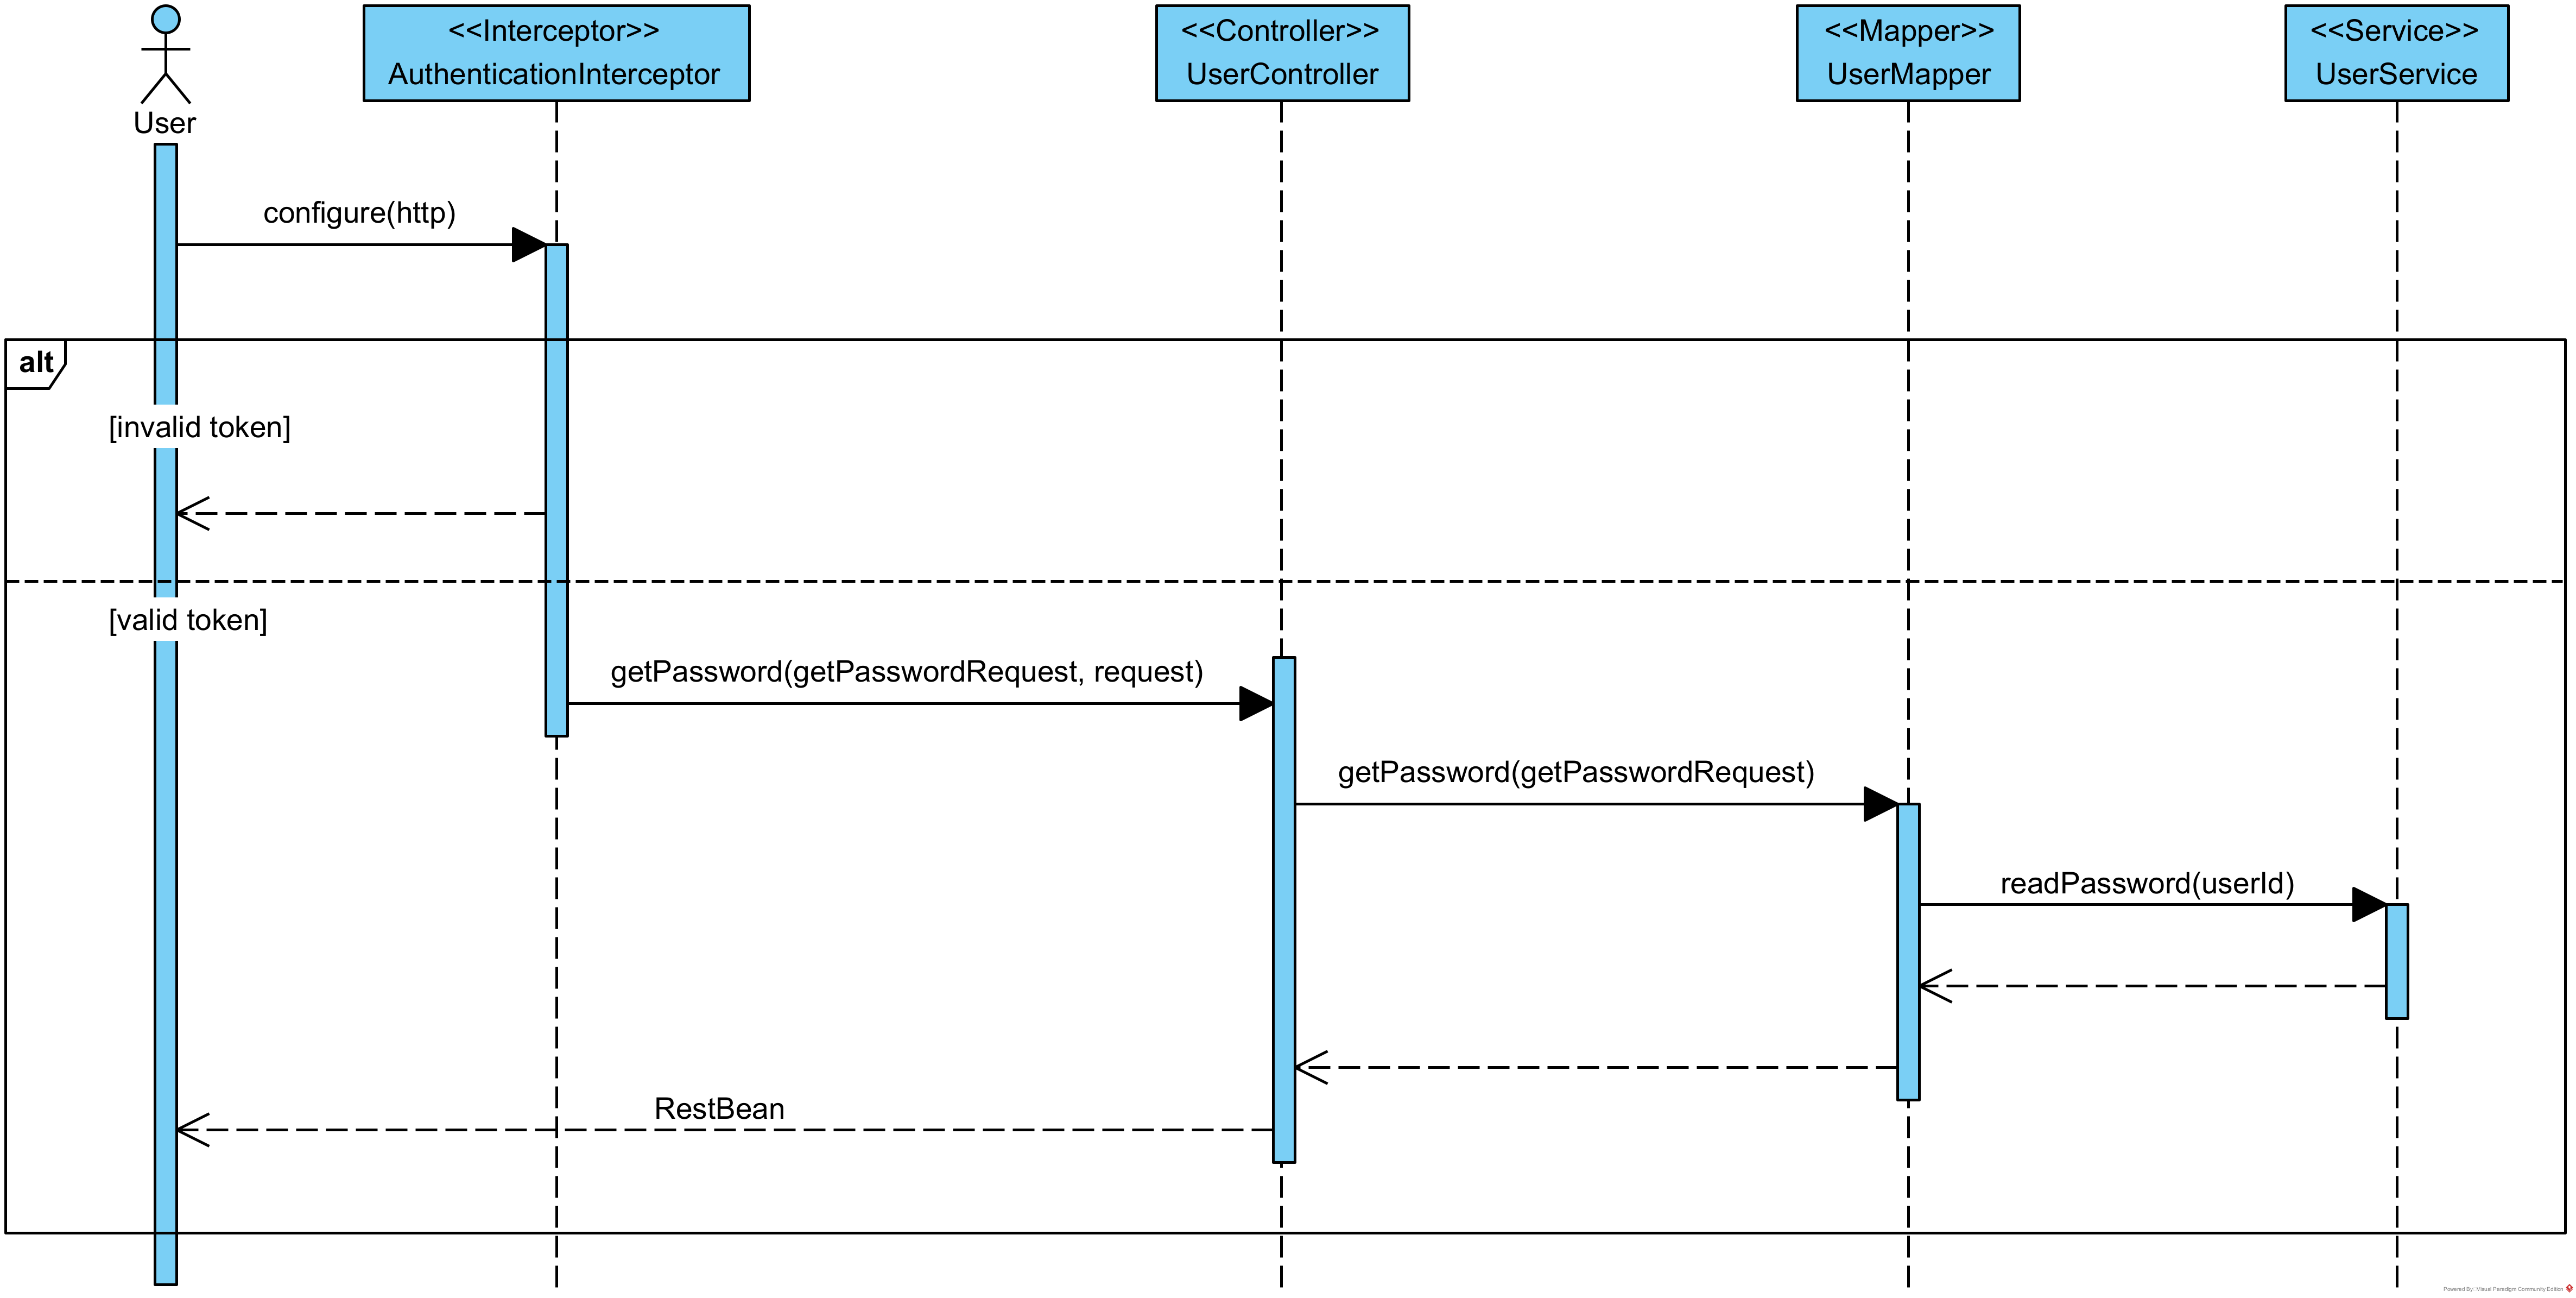 <<Interceptor>>
AuthenticationInterceptor
<<Controller>>
UserController
<<Mapper>>
UserMapper
<<Service>>
UserService
User
configure(http)
alt
[invalid token]
[valid token]
getPassword(getPasswordRequest, request)
getPassword(getPasswordRequest)
readPassword(userId)
RestBean
Powered By: Visual Paradigm Community Edition